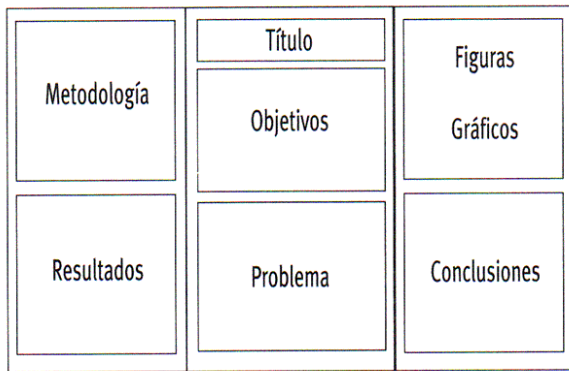 Metodología
Resultados
Título
Objetivos
Problema
Figuras
Gráficos
Conclusiones